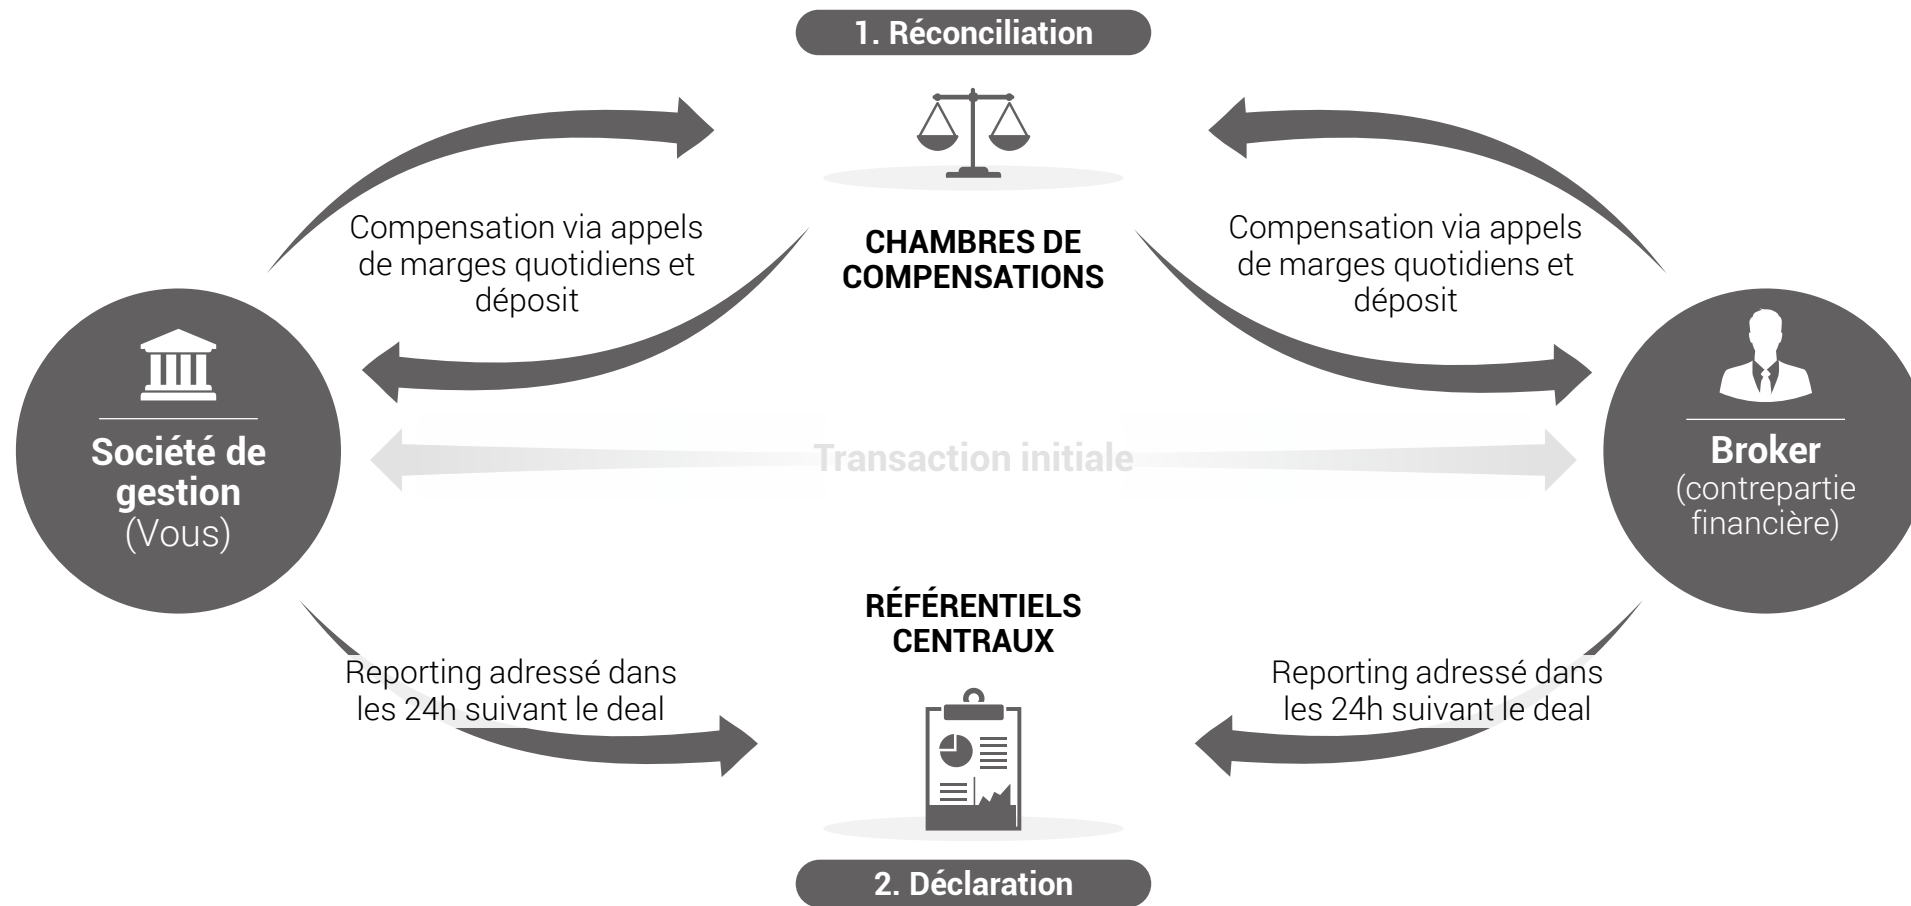 1. Réconciliation
Compensation via appels
de marges quotidiens et
déposit
CHAMBRES DE
COMPENSATIONS
Compensation via appels
de marges quotidiens et
déposit
Société de
gestion
(Vous)
Transaction initiale
Broker
(contrepartie
financière)
RÉFÉRENTIELS
CENTRAUX
Reporting adressé dans
les 24h suivant le deal
Reporting adressé dans
les 24h suivant le deal
2. Déclaration